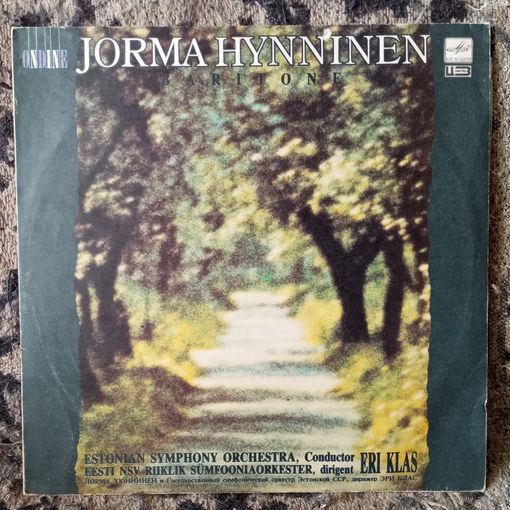 ONDINE
JORMA HYNNINEN
BARITONE
ESTONIAN SYMPHONY ORCHESTRA, Conductor ERI KLAS
EESTI NSV RIIKLIK SÜMFOONIAORKESTER, dirigent
ЙОРМА ХЮННИНЕН и Государственный симфонический оркестр Эстонской ССР, дирижер ЭРИ КЛАС